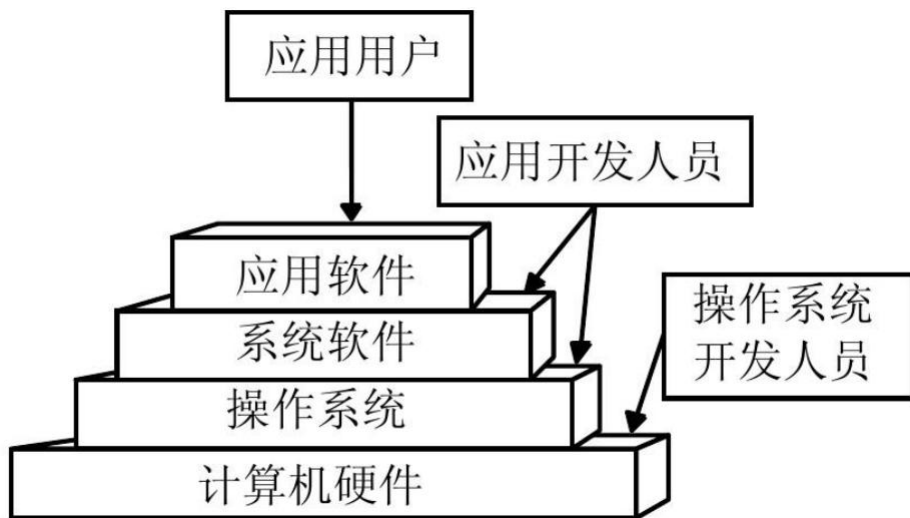 应用用户
应用开发人员
应用软件
操作系统
开发人员
系统软件
操作系统
计算机硬件